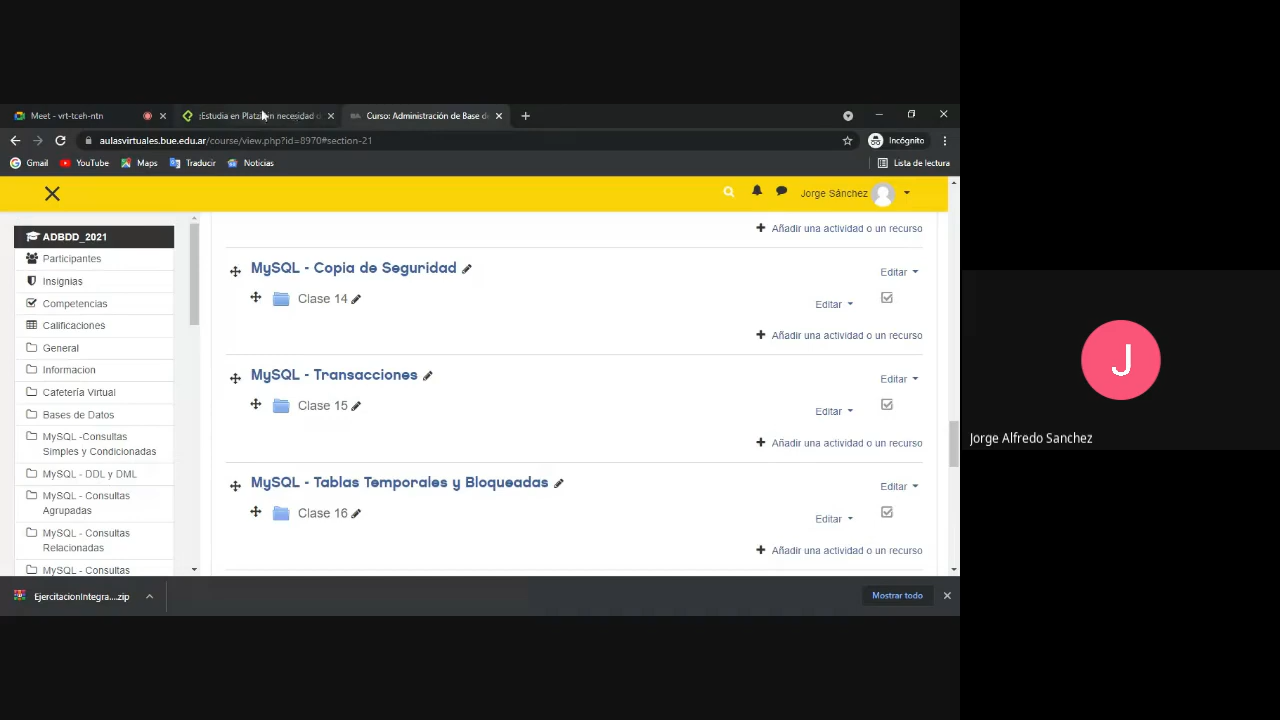 Meet - vrt-tceh-ntn
¡Estudia en Platzi sin necesidad d
Curso: Administración de Base de
aulasvirtuales.bue.edu.ar/course/view.php?id=8970#section-21
Incógnito
Gmail
YouTube
Maps
Traducir
Noticias
Lista de lectura
Jorge Sánchez
ADBDD_2021
Participantes
Insignias
Competencias
Calificaciones
General
Informacion
Cafetería Virtual
Bases de Datos
MySQL -Consultas
Simples y Condicionadas
MySQL - DDL y DML
MySQL - Consultas
Agrupadas
MySQL - Consultas
Relacionadas
MySQL - Consultas
Añadir una actividad o un recurso
MySQL - Copia de Seguridad
Editar
Clase 14
Editar
Añadir una actividad o un recurso
MySQL - Transacciones
Editar
Clase 15
Editar
Añadir una actividad o un recurso
MySQL - Tablas Temporales y Bloqueadas
Editar
Clase 16
Editar
Añadir una actividad o un recurso
EjercitacionIntegra....zip
Mostrar todo
J
Jorge Alfredo Sanchez